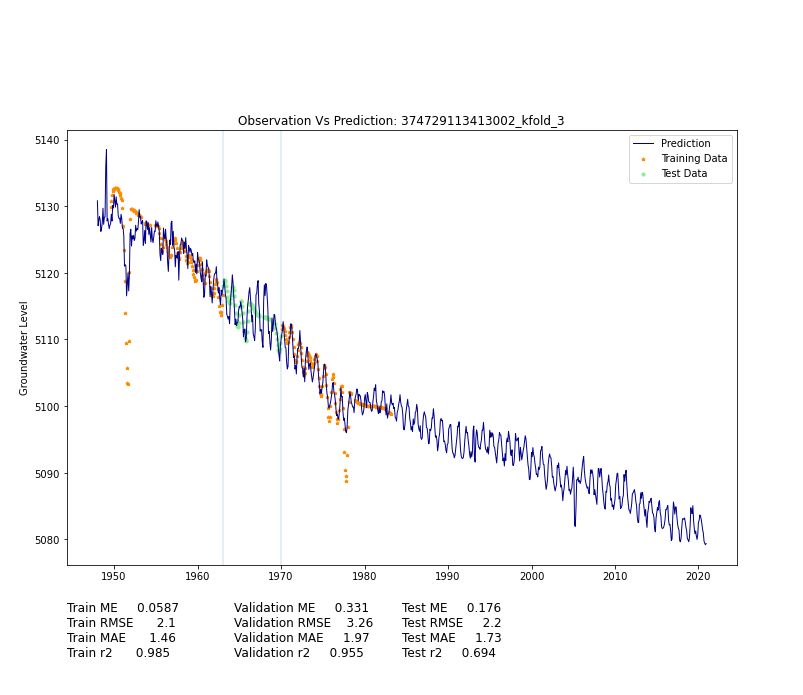 Observation Vs Prediction: 374729113413002_kfold_3
Prediction
Training Data
Test Data
Groundwater Level
5140
5130
5120
5110
5100
5090
5080
1950 1960 1970 1980 1990 2000 2010 2020
Train ME 0.0587 Validation ME 0.331 Test ME 0.176
Train RMSE 2.1 Validation RMSE 3.26 Test RMSE 2.2
Train MAE 1.46 Validation MAE 1.97 Test MAE 1.73
Train r2 0.985 Validation r2 0.955 Test r2 0.694